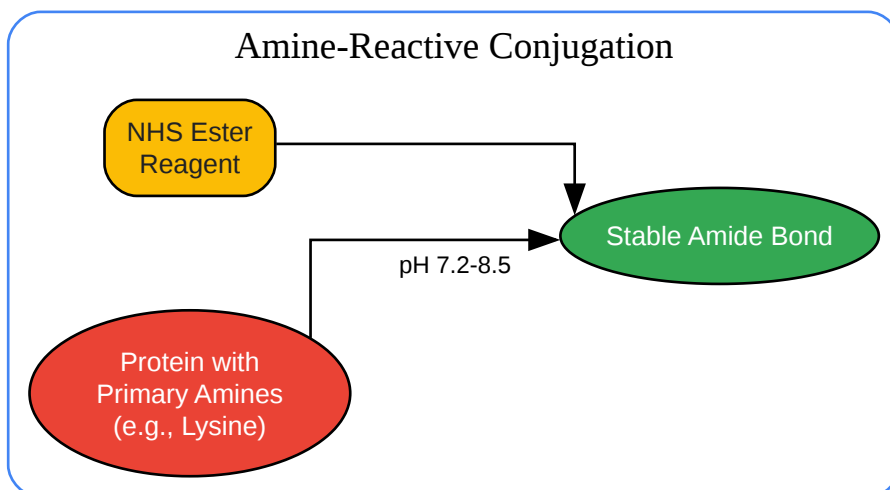 Amine-Reactive Conjugation
NHS Ester
Reagent
Stable Amide Bond
pH 7.2-8.5
Protein with
Primary Amines
(e.g., Lysine)